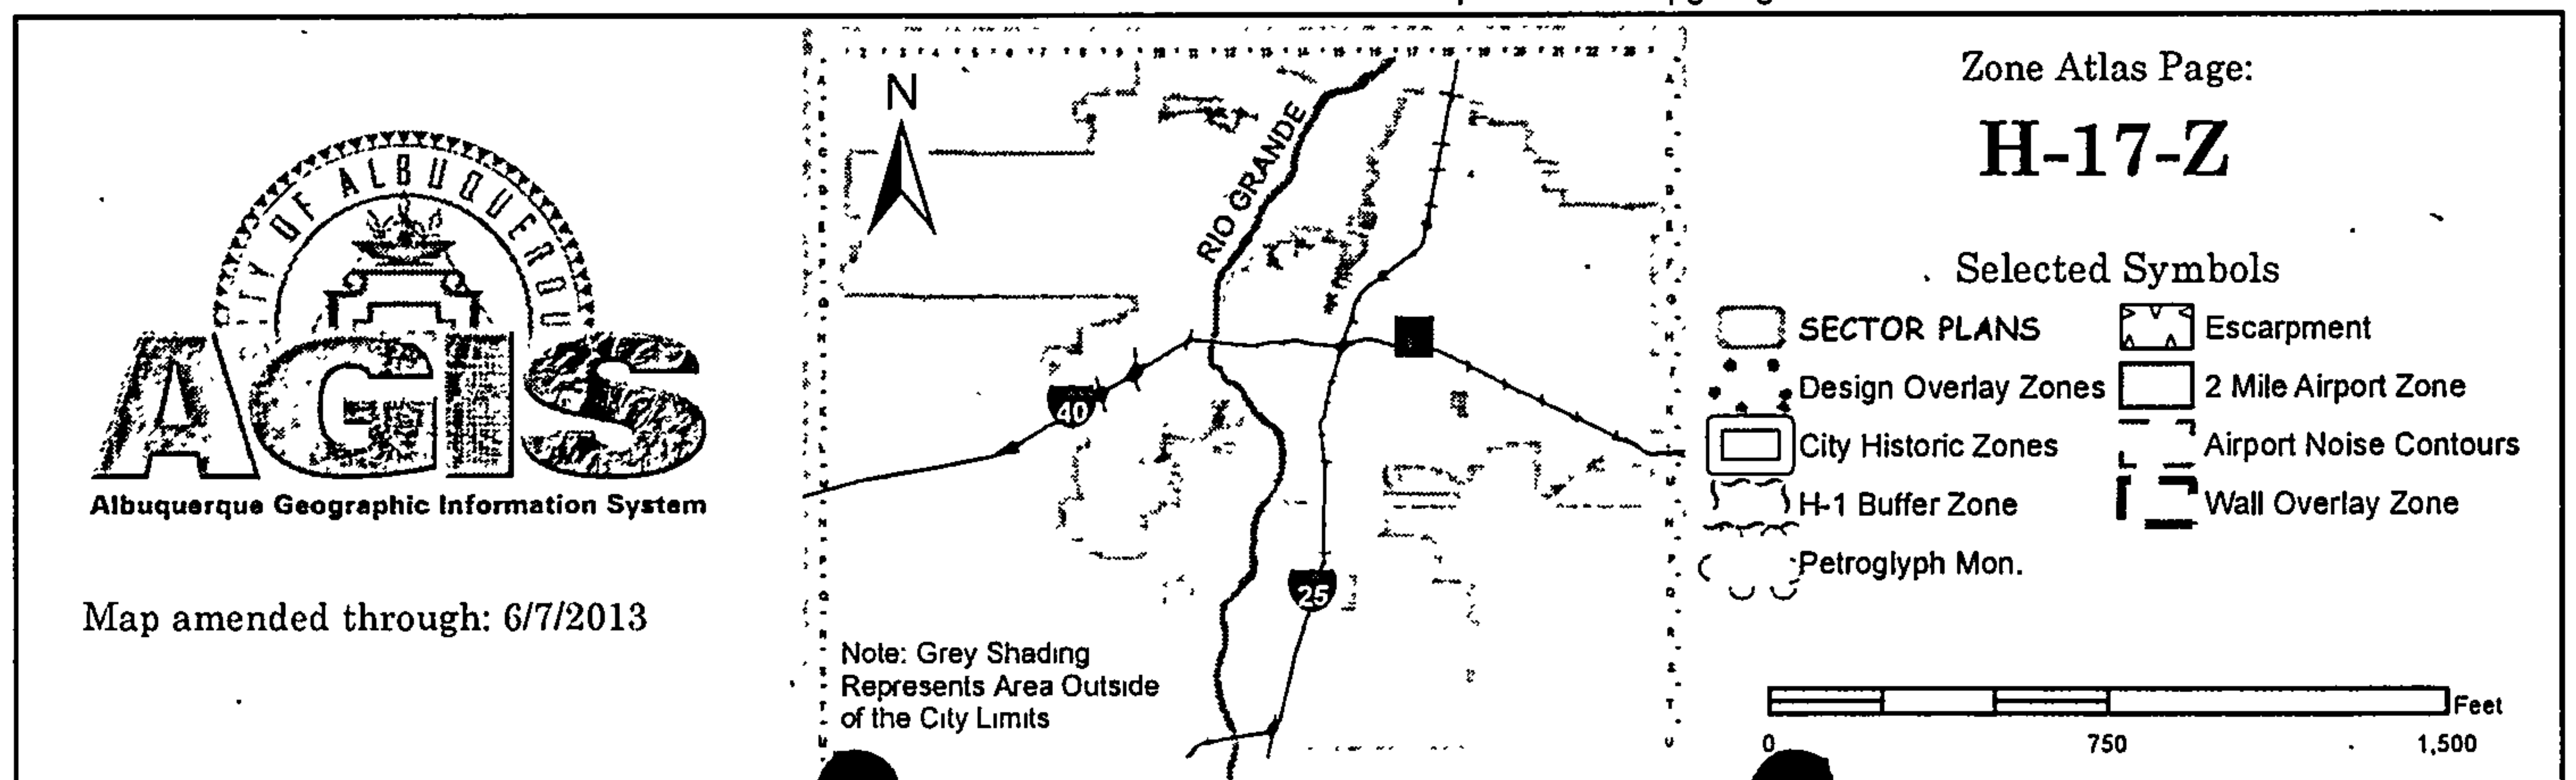 CITY OF ALBUQUERQUE
AGIS
Albuquerque Geographic Information System
Map amended through: 6/7/2013
N
RIO GRANDE
40
25
Note: Grey Shading
Represents Area Outside
of the City Limits
Zone Atlas Page:
H-17-Z
Selected Symbols
SECTOR PLANS
Design Overlay Zones
City Historic Zones
H-1 Buffer Zone
Petroglyph Mon.
Escarpment
2 Mile Airport Zone
Airport Noise Contours
Wall Overlay Zone
Feet
0 750 1,500